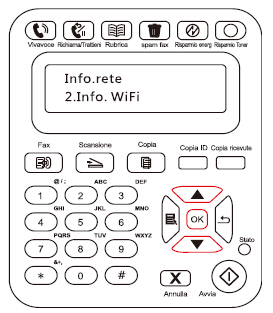 Vivavoce Richiama/Trattieni Rubrica spam fax Risparmio energ Risparmio Toner
Info.rete
2.Info. WiFi
Fax Scansione Copia Copia ID Copia ricevute
@ / : ABC DEF
1 2 3
GHI JKL MNO
4 5 6
OK
PQRS TUV WXYZ
7 8 9
Stato
&+,
* 0 #
X
Annulla Avvia